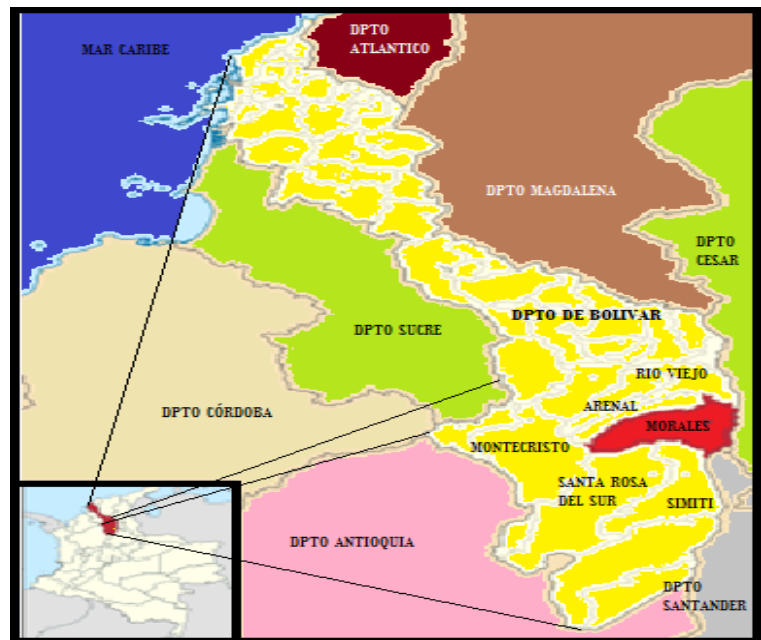 DPTO
ATLANTICO
MAR CARIBE
DPTO MAGDALENA
DPTO
CESAR
DPTO DE BOLIVAR
DPTO SUCRE
RIO VIEJO
ARENAL
DPTO CÓRDOBA
MORALES
MONTECRISTO
SANTA ROSA
DEL SUR
SIMITI
DPTO ANTIOQUIA
DPTO
SANTANDER